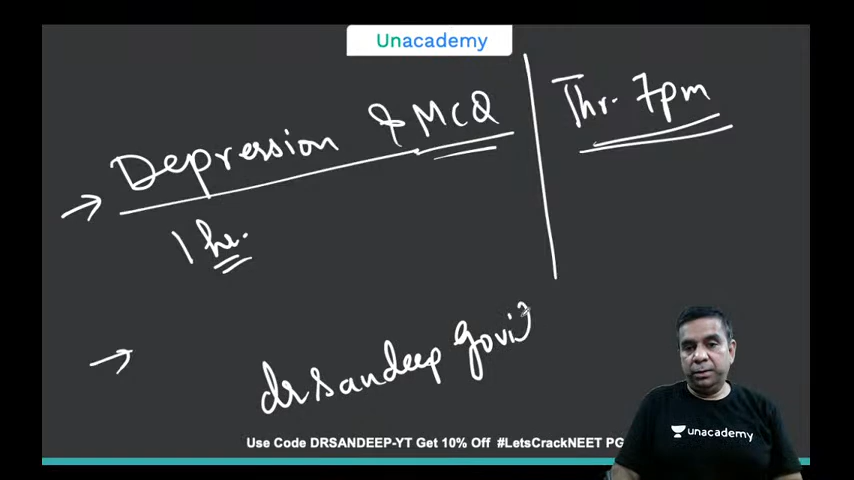 Unacademy
Depression & MCQ
Thr. 7pm
→
1 hr.
→
drsandeep govi
unacademy
Use Code DRSANDEEP-YT Get 10% Off #LetsCrackNEET PG